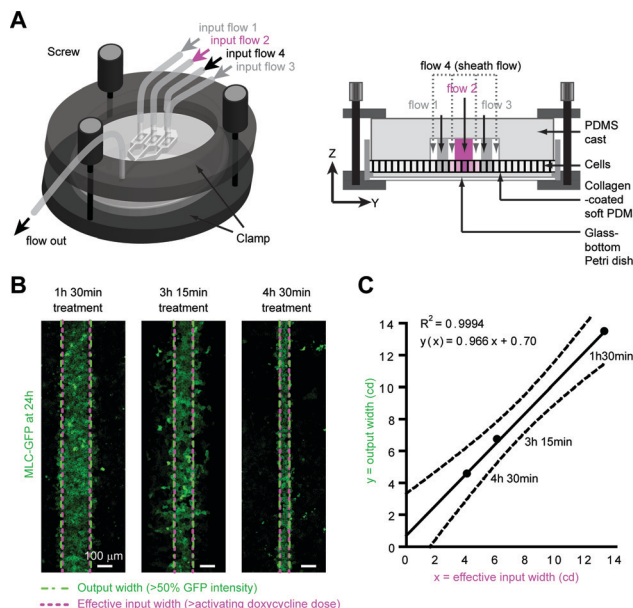 A
Screw
input flow 1
input flow 2
input flow 4
input flow 3
flow out
Clamp
flow 4 (sheath flow)
flow 2
flow 1
flow 3
Z
Y
PDMS
cast
Cells
Collagen
-coated
soft PDM
Glass-
bottom
Petri dish
B
1h 30min
treatment
3h 15min
treatment
4h 30min
treatment
MLC-GFP at 24h
100 μm
Output width (>50% GFP intensity)
Effective input width (>activating doxycycline dose)
C
R² = 0.9994
y(x) = 0.966 x + 0.70
1h30min
3h 15min
4h 30min
y = output width (cd)
14
12
10
8
6
4
2
0
0 2 4 6 8 10 12 14
x = effective input width (cd)